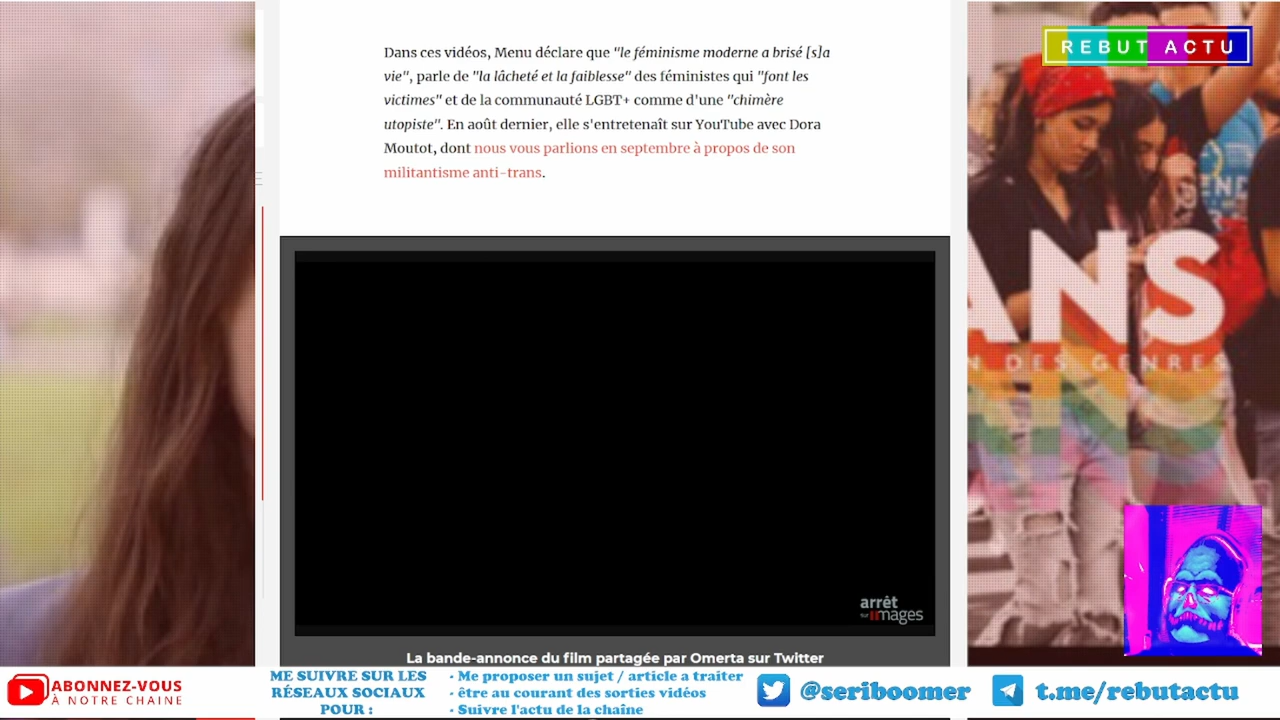 REBUT ACTU
Dans ces vidéos, Menu déclare que "le féminisme moderne a brisé [s]a
vie", parle de "la lâcheté et la faiblesse" des féministes qui "font les
victimes" et de la communauté LGBT+ comme d'une "chimère
utopiste". En août dernier, elle s'entretenaît sur YouTube avec Dora
Moutot, dont nous vous parlions en septembre à propos de son
militantisme anti-trans.
ANS
N DES GENRES
arrêt
sur images
La bande-annonce du film partagée par Omerta sur Twitter
ABONNEZ-VOUS
À NOTRE CHAINE
ME SUIVRE SUR LES
RÉSEAUX SOCIAUX
POUR :
- Me proposer un sujet / article a traiter
- être au courant des sorties vidéos
- Suivre l'actu de la chaîne
@seriboomer
t.me/rebutactu